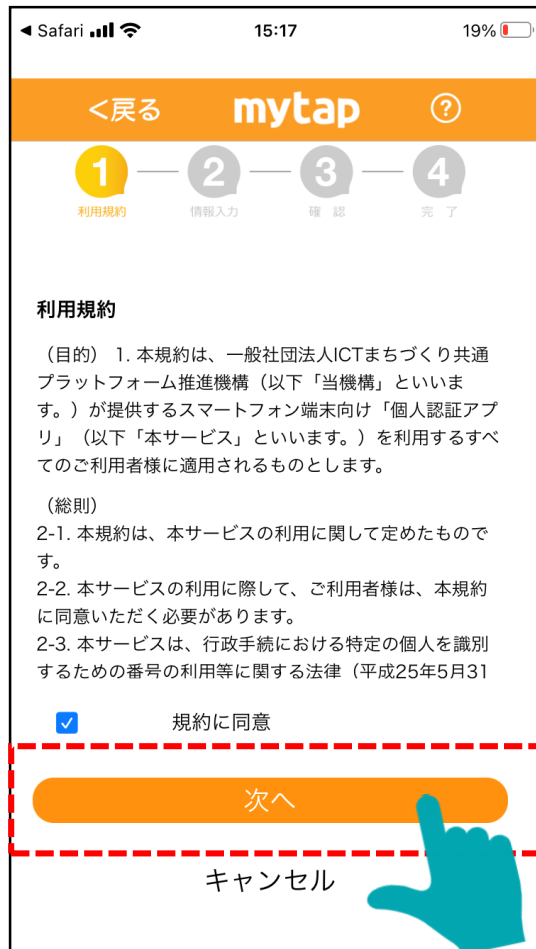 ◀ Safari 15:17 19%
<戻る mytap ?
1 2 3 4
利用規約 情報入力 確 認 完 了
利用規約
（目的） 1. 本規約は、一般社団法人ICTまちづくり共通
プラットフォーム推進機構（以下「当機構」といいま
す。）が提供するスマートフォン端末向け「個人認証アプ
リ」（以下「本サービス」といいます。）を利用するすべ
てのご利用者様に適用されるものとします。
（総則）
2-1. 本規約は、本サービスの利用に関して定めたもので
す。
2-2. 本サービスの利用に際して、ご利用者様は、本規約
に同意いただく必要があります。
2-3. 本サービスは、行政手続における特定の個人を識別
するための番号の利用等に関する法律（平成25年5月31
規約に同意
次へ
キャンセル